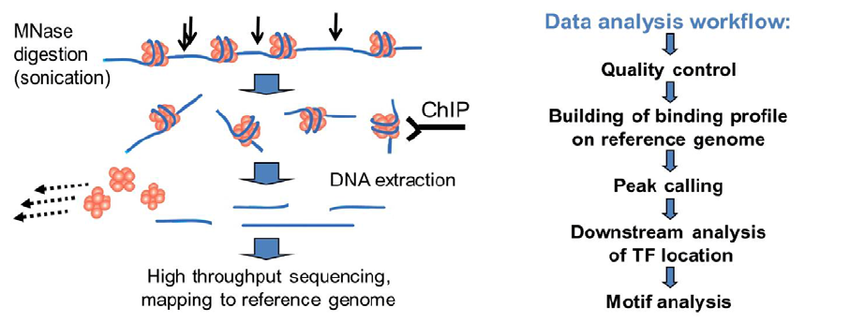 MNase
digestion
(sonication)
ChIP
DNA extraction
High throughput sequencing,
mapping to reference genome
Data analysis workflow:
Quality control
Building of binding profile
on reference genome
Peak calling
Downstream analysis
of TF location
Motif analysis